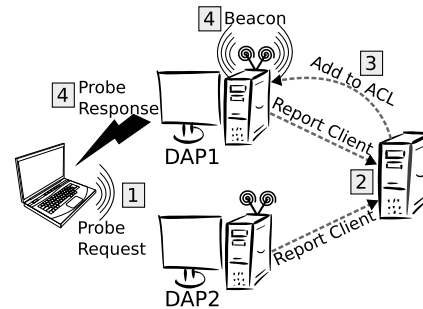 4 Beacon
3
Add to ACL
4 Probe
Response
Report Client
DAP1
2
1
Probe
Request
Report Client
DAP2